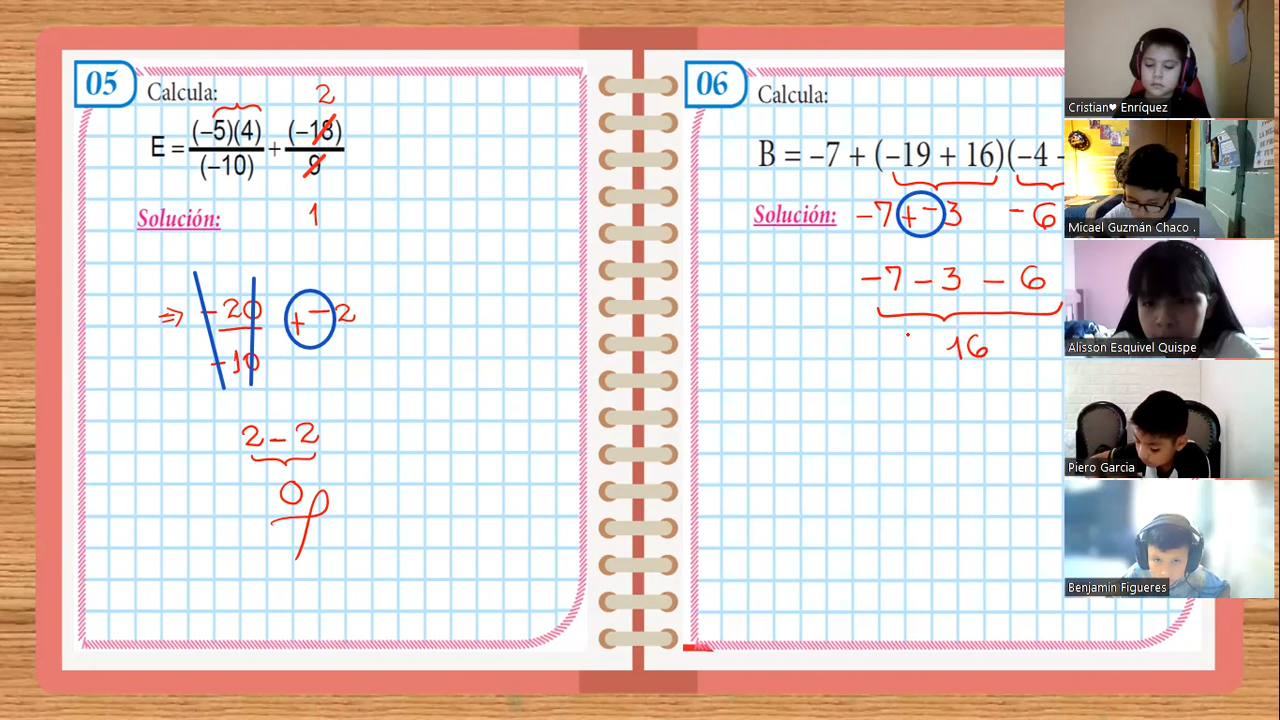 05
Calcula:
2
E = (–5)(4)/(–10) + (–18)/9
Solución:
1
⇒ -20/-10 + -2
2 - 2
0
06
Calcula:
B = –7 + (–19 + 16)(–4 –
Solución:
-7 + -3 -6
-7 - 3 - 6
16
Cristian♥ Enríquez
Micael Guzmán Chaco .
Alisson Esquivel Quispe
Piero Garcia
Benjamin Figueres